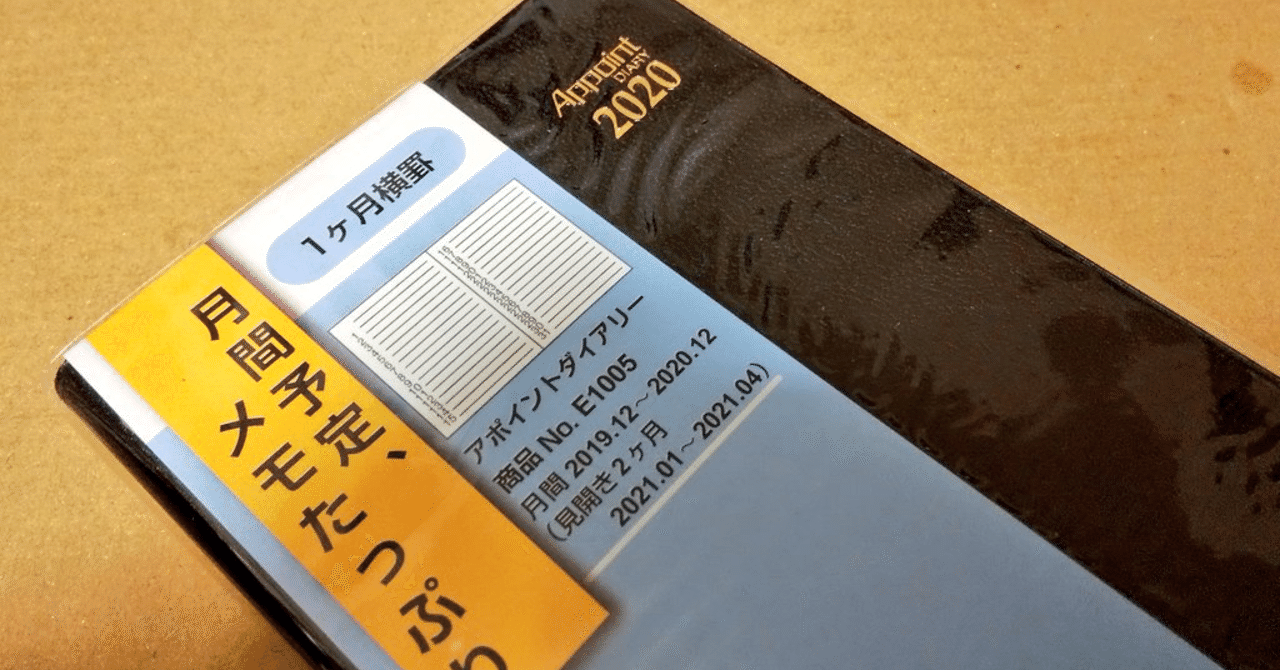 Appoint
DIARY
2020
1ヶ月横罫
月間予定、
メモたっぷり
アポイントダイアリー
商品 No. E1005
月間 2019.12～2020.12
(見開き2ヶ月
2021.01～2021.04)